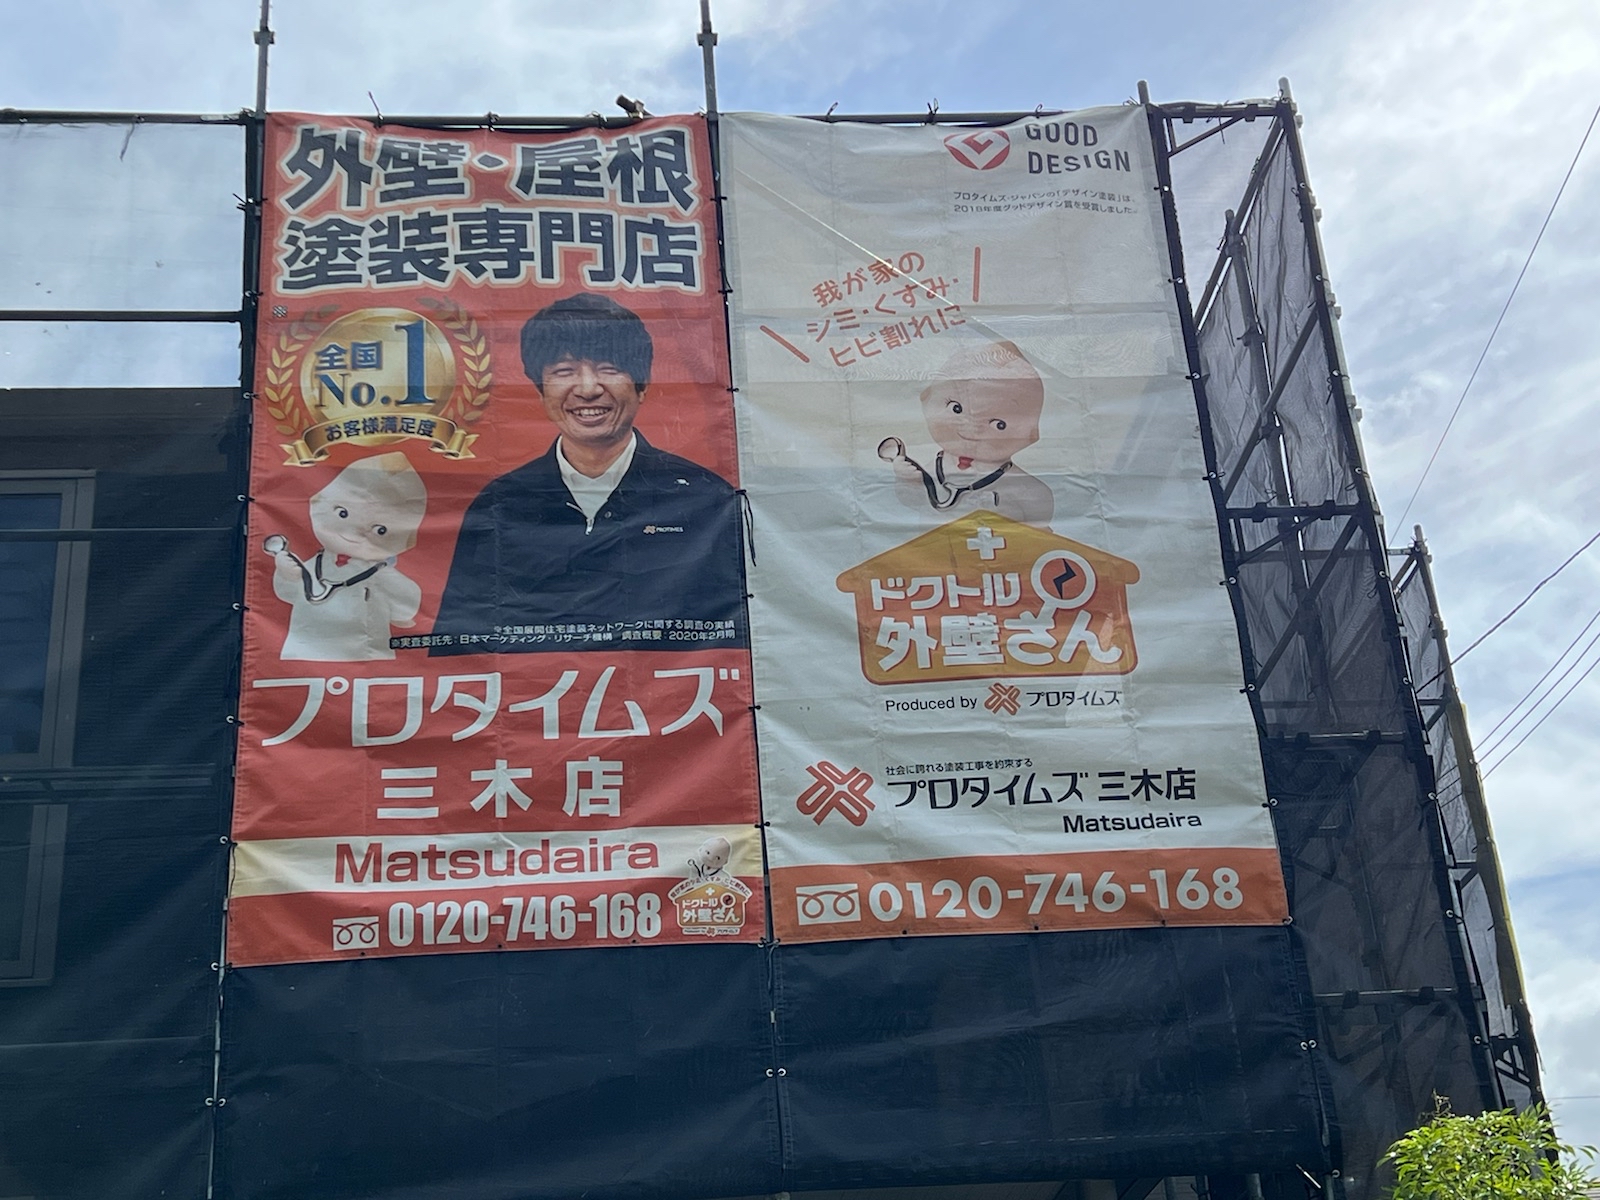 外壁・屋根
塗装専門店
全国
No.1
お客様満足度
PROTIMES
※全国展開住宅塗装ネットワークに関する調査の実績
※実査委託先：日本マーケティング・リサーチ機構　調査概要：2020年2月期
プロタイムズ
三木店
Matsudaira
0120-746-168
ドクトル
外壁さん
Produced by プロタイムズ
GOOD
DESIGN
プロタイムズ・ジャパンの「デザイン塗装」は、
2018年度グッドデザイン賞を受賞しました。
我が家の
シミ・くすみ・
ヒビ割れに
ドクトル
外壁さん
Produced by プロタイムズ
社会に誇れる塗装工事を約束する
プロタイムズ 三木店
Matsudaira
0120-746-168